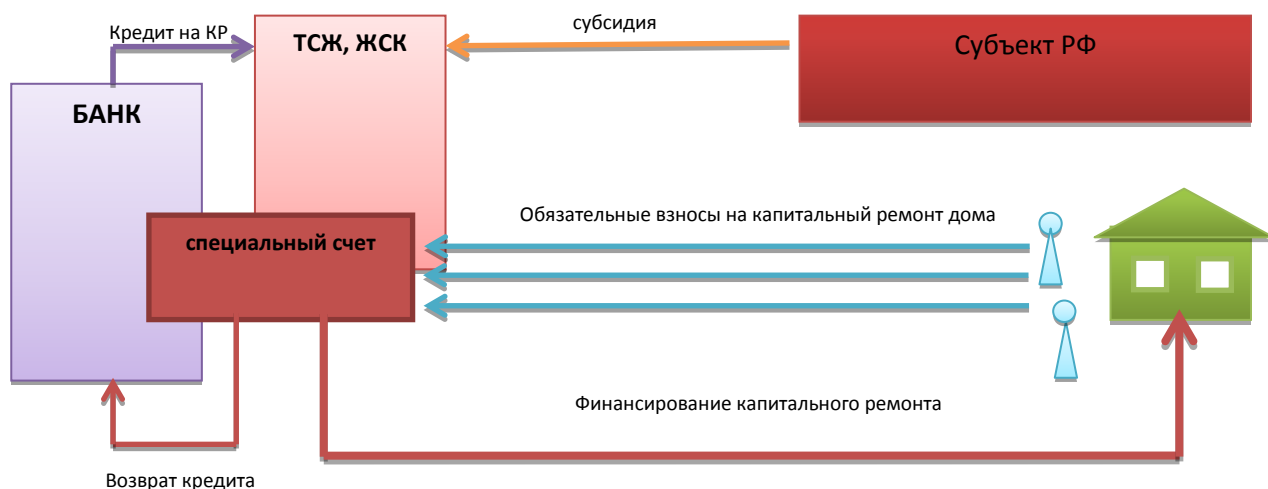 Кредит на КР
ТСЖ, ЖСК
субсидия
Субъект РФ
БАНК
Обязательные взносы на капитальный ремонт дома
специальный счет
Финансирование капитального ремонта
Возврат кредита